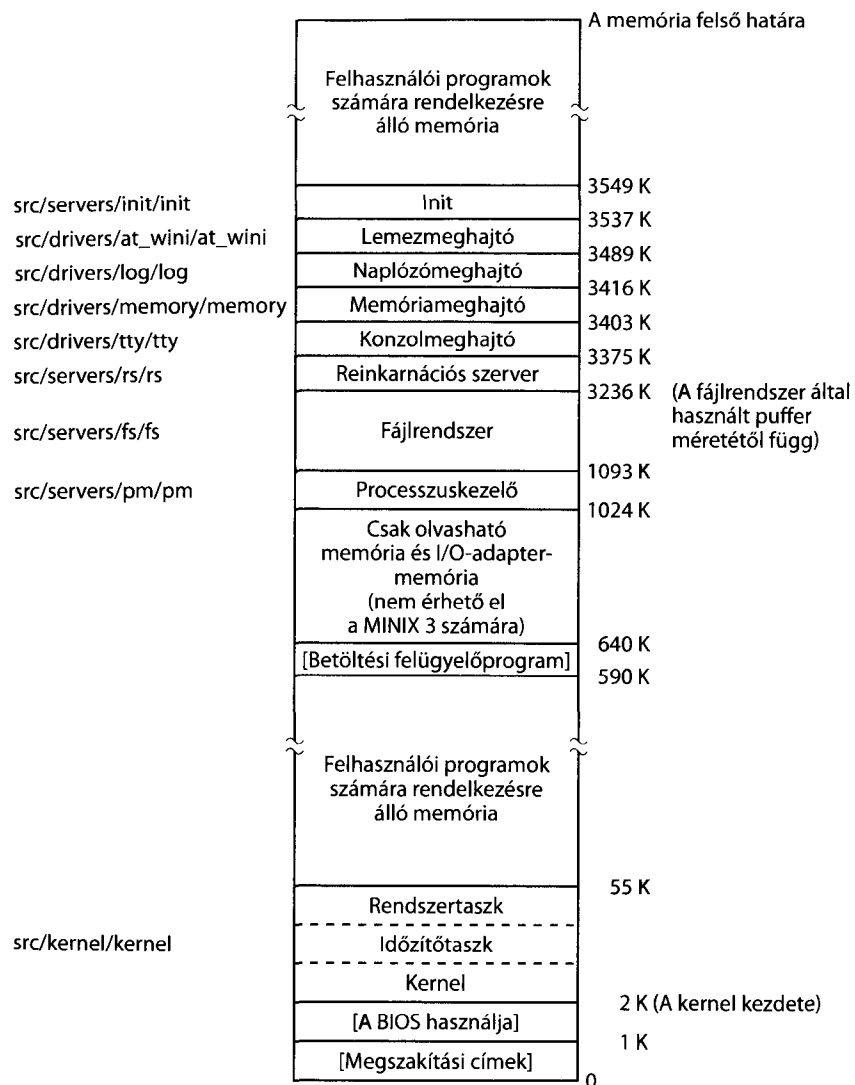 A memória felső határa
Felhasználói programok
számára rendelkezésre
álló memória
3549 K
src/servers/init/init
Init
3537 K
src/drivers/at_wini/at_wini
Lemezmeghajtó
3489 K
src/drivers/log/log
Naplózómeghajtó
3416 K
src/drivers/memory/memory
Memóriameghajtó
3403 K
src/drivers/tty/tty
Konzolmeghajtó
3375 K
src/servers/rs/rs
Reinkarnációs szerver
3236 K
(A fájlrendszer által
használt puffer
méretétől függ)
src/servers/fs/fs
Fájlrendszer
1093 K
src/servers/pm/pm
Processzuskezelő
1024 K
Csak olvasható
memória és I/O-adapter-
memória
(nem érhető el
a MINIX 3 számára)
640 K
[Betöltési felügyelőprogram]
590 K
Felhasználói programok
számára rendelkezésre
álló memória
55 K
Rendszertaszk
src/kernel/kernel
Időzítőtaszk
Kernel
2 K (A kernel kezdete)
[A BIOS használja]
1 K
[Megszakítási címek]
0